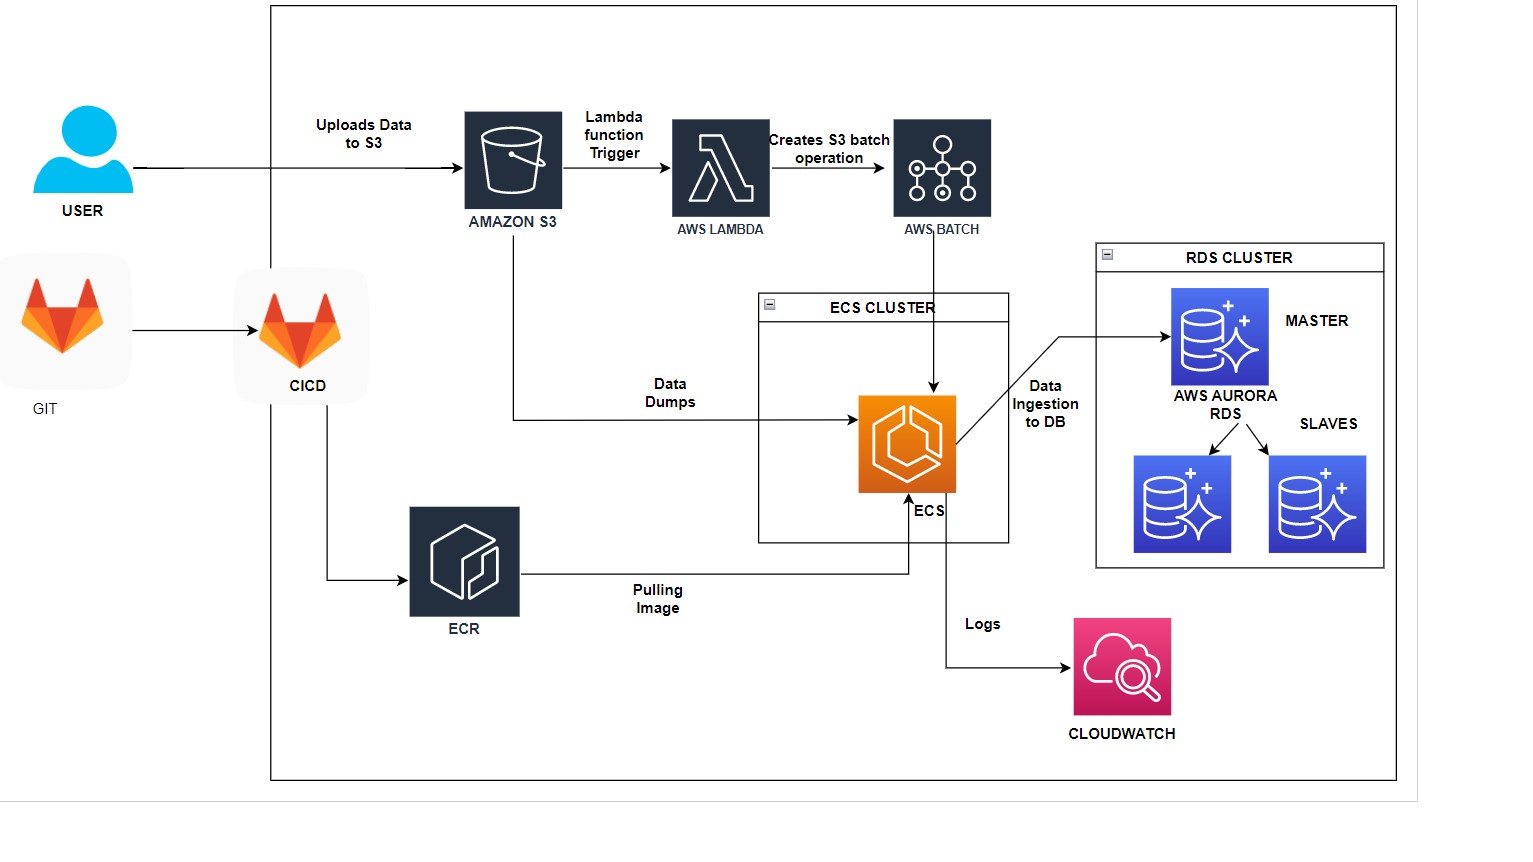 Uploads Data
to S3
Lambda
function
Trigger
Creates S3 batch
operation
USER
AMAZON S3
AWS LAMBDA
AWS BATCH
RDS CLUSTER
ECS CLUSTER
MASTER
CICD
GIT
Data
Dumps
Data
Ingestion
to DB
AWS AURORA
RDS
SLAVES
ECS
Pulling
Image
ECR
Logs
CLOUDWATCH